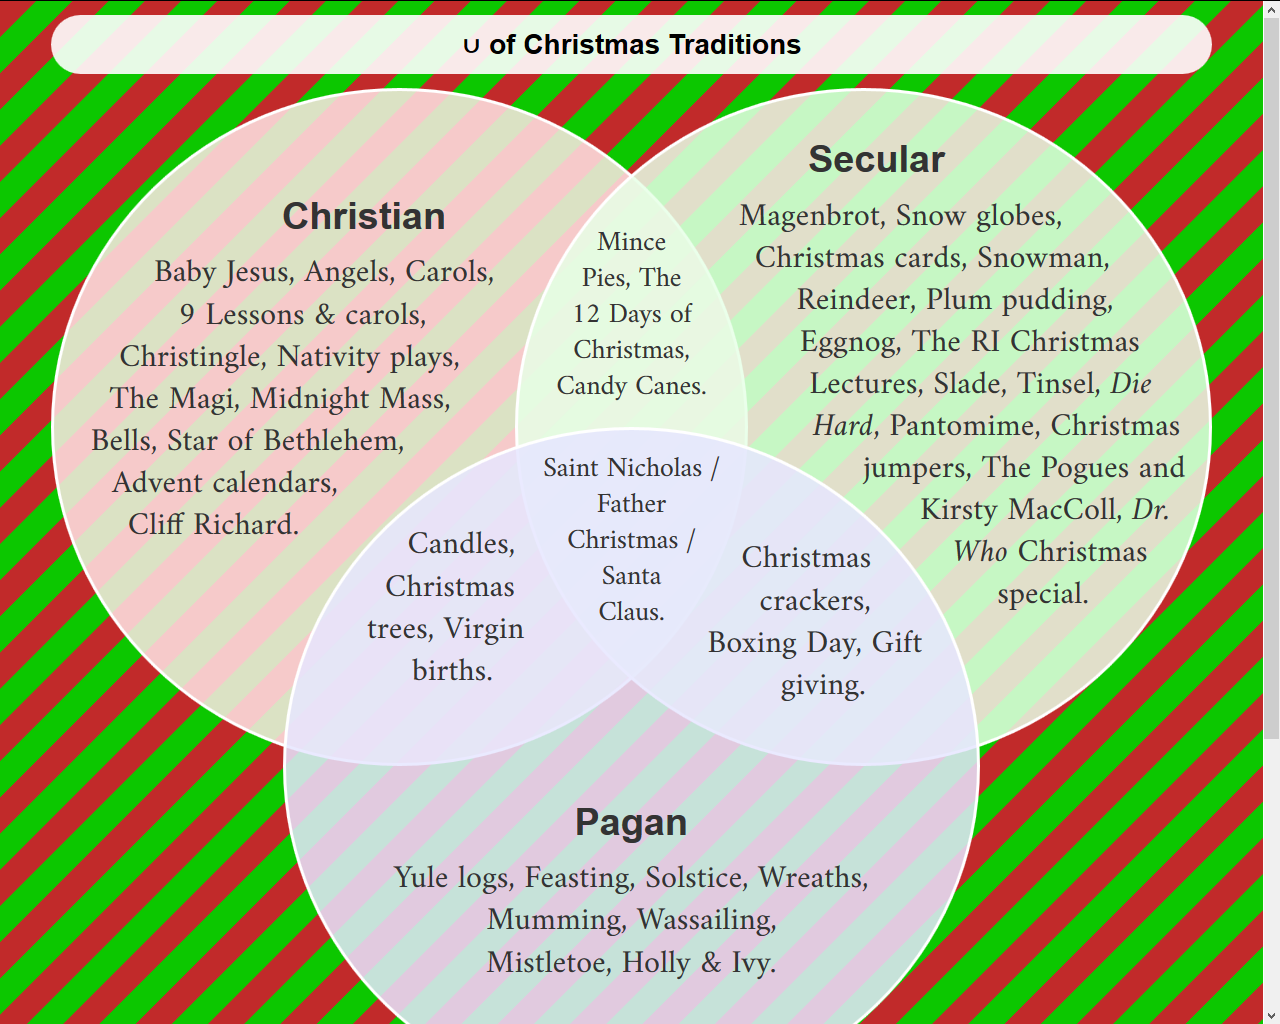 ∪ of Christmas Traditions
Christian
Baby Jesus, Angels, Carols,
9 Lessons & carols,
Christingle, Nativity plays,
The Magi, Midnight Mass,
Bells, Star of Bethlehem,
Advent calendars,
Cliff Richard.
Mince
Pies, The
12 Days of
Christmas,
Candy Canes.
Secular
Magenbrot, Snow globes,
Christmas cards, Snowman,
Reindeer, Plum pudding,
Eggnog, The RI Christmas
Lectures, Slade, Tinsel, Die
Hard, Pantomime, Christmas
jumpers, The Pogues and
Kirsty MacColl, Dr.
Who Christmas
special.
Candles,
Christmas
trees, Virgin
births.
Saint Nicholas /
Father
Christmas /
Santa
Claus.
Christmas
crackers,
Boxing Day, Gift
giving.
Pagan
Yule logs, Feasting, Solstice, Wreaths,
Mumming, Wassailing,
Mistletoe, Holly & Ivy.